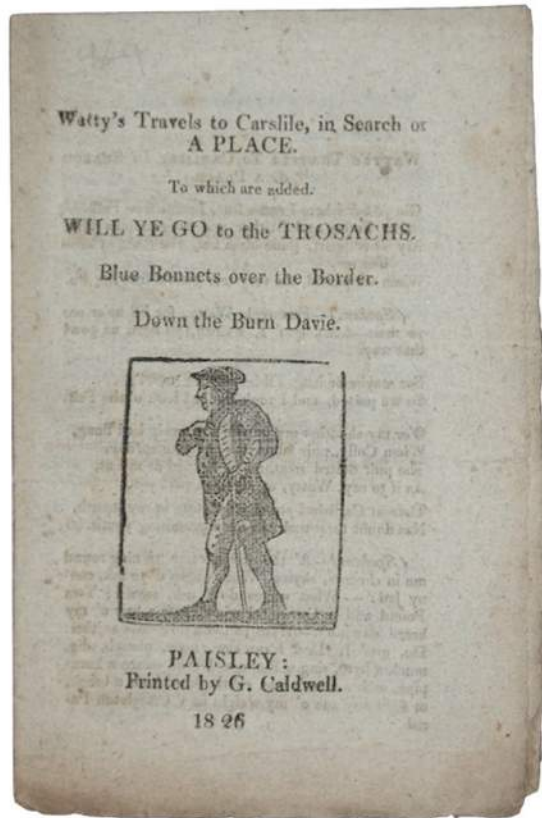 Watty's Travels to Carslile, in Search of
A PLACE.
To which are added.
WILL YE GO to the TROSACHS.
Blue Bonnets over the Border.
Down the Burn Davie.
PAISLEY:
Printed by G. Caldwell.
1826